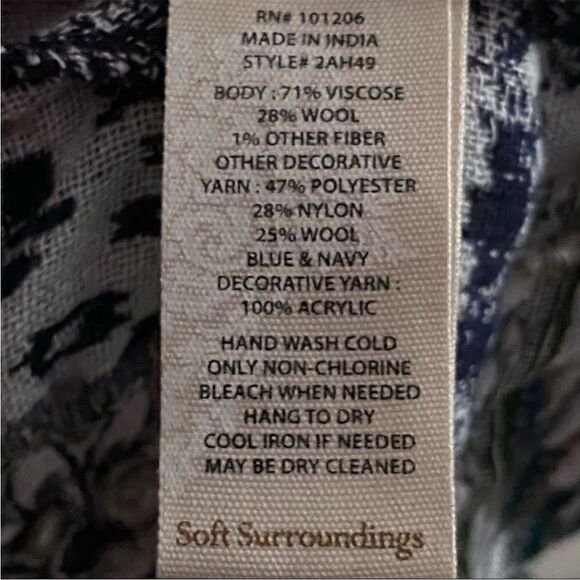 RN# 101206
MADE IN INDIA
STYLE# 2AH49
BODY : 71% VISCOSE
28% WOOL
1% OTHER FIBER
OTHER DECORATIVE
YARN : 47% POLYESTER
28% NYLON
25% WOOL
BLUE & NAVY
DECORATIVE YARN :
100% ACRYLIC
HAND WASH COLD
ONLY NON-CHLORINE
BLEACH WHEN NEEDED
HANG TO DRY
COOL IRON IF NEEDED
MAY BE DRY CLEANED
Soft Surroundings